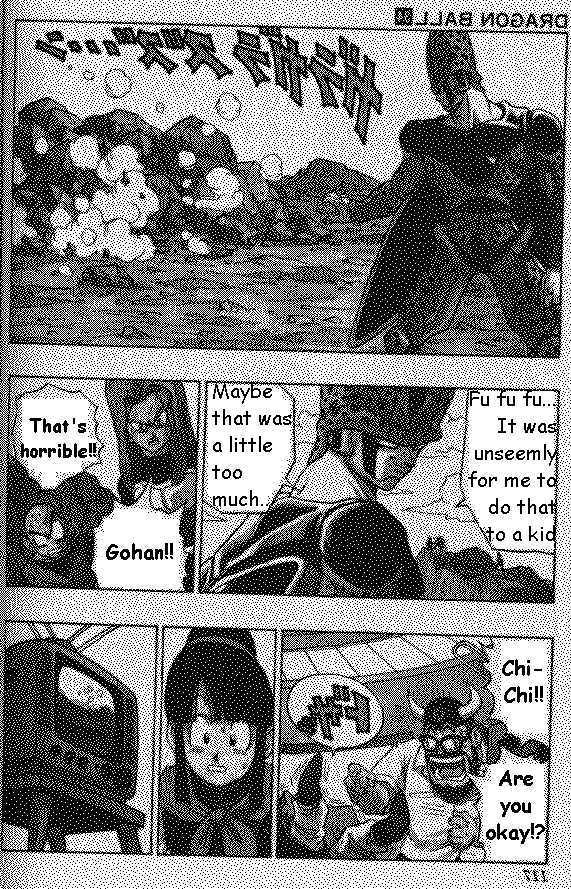 DRAGON BALL
That's
horrible!!
Gohan!!
Maybe
that was
a little
too
much..
Fu fu fu...
It was
unseemly
for me to
do that
to a kid
Chi-
Chi!!
Are
you
okay!?
117